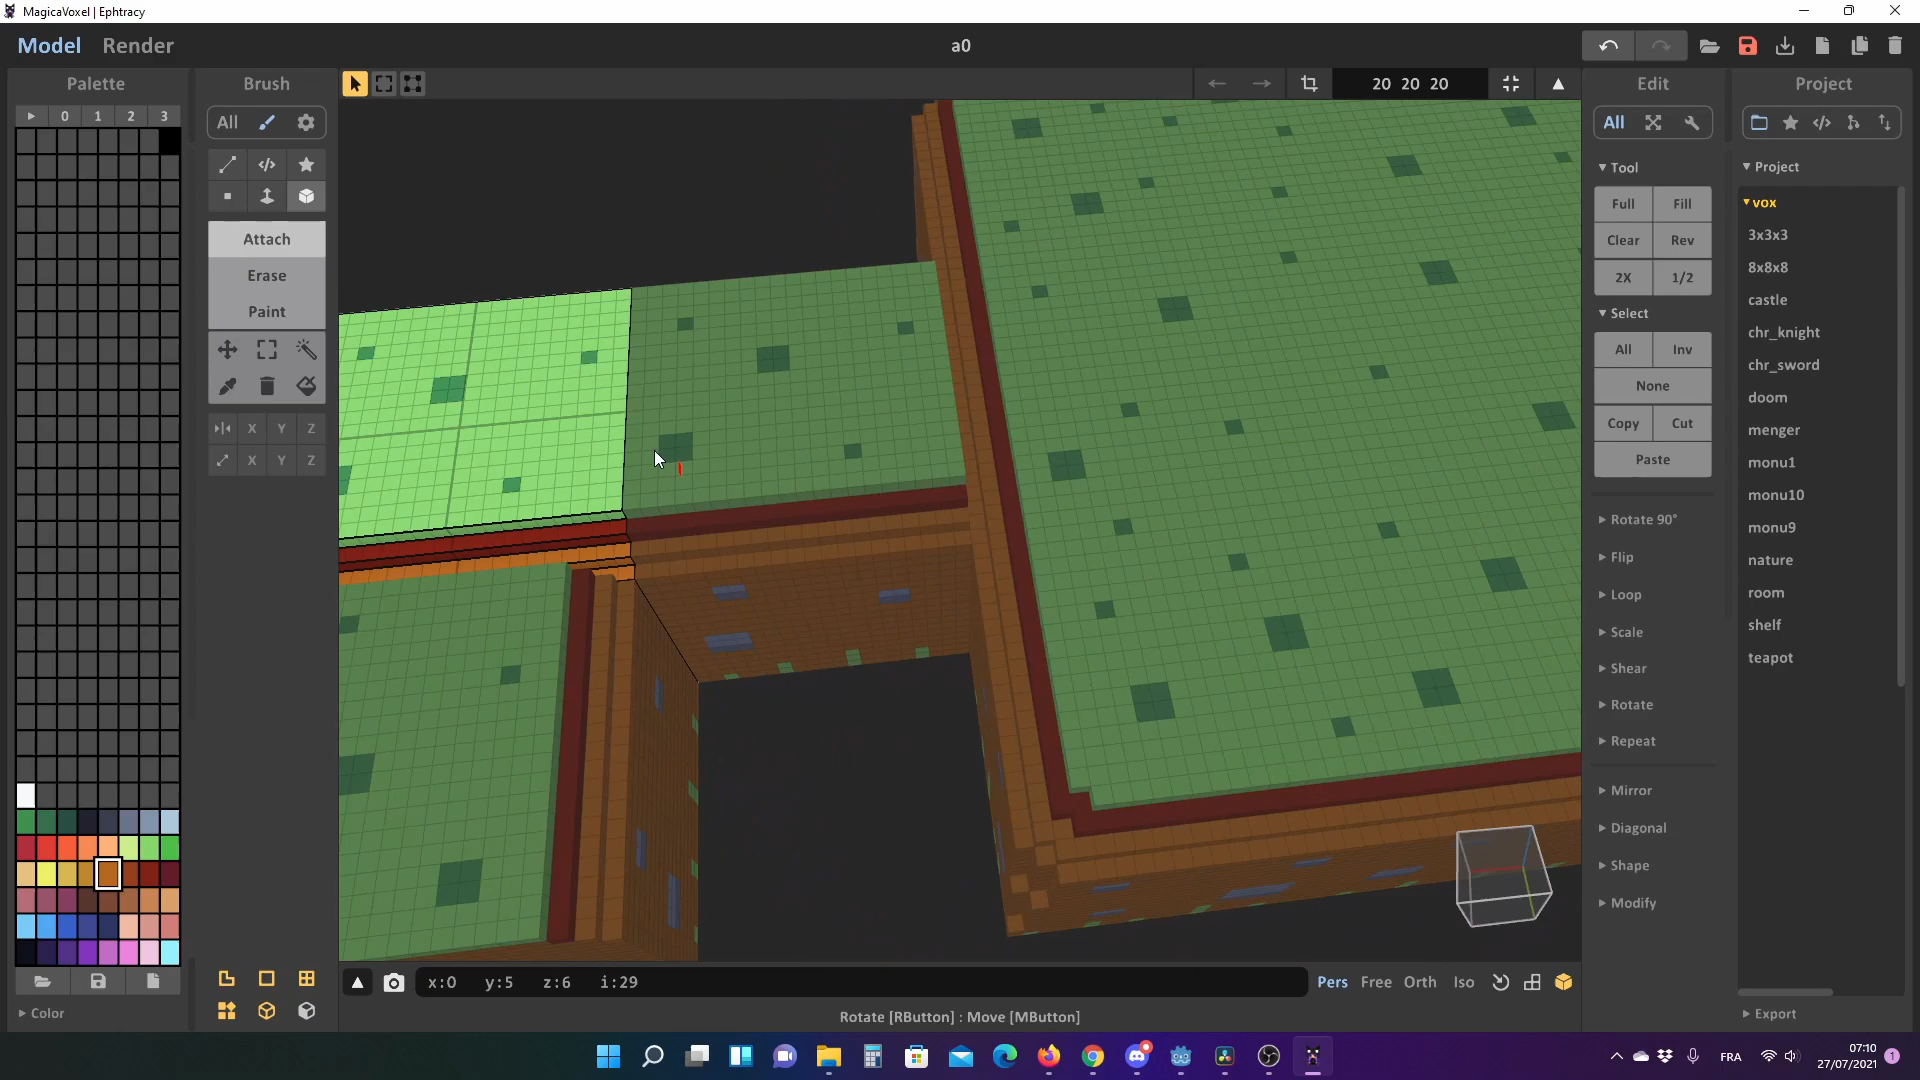 MagicaVoxel | Ephtracy
Model Render
a0
Palette
Brush
20 20 20
Edit
Project
0 1 2 3
All
All
Tool
Project
Full Fill
vox
Attach
Clear Rev
3x3x3
Erase
2X 1/2
8x8x8
Paint
Select
castle
All Inv
chr_knight
None
chr_sword
Copy Cut
doom
X Y Z
Paste
menger
X Y Z
monu1
monu10
Rotate 90°
monu9
Flip
nature
Loop
room
Scale
shelf
Shear
teapot
Rotate
Repeat
Mirror
Diagonal
Shape
Modify
x:0 y:5 z:6 i:29
Pers Free Orth Iso
Color
Rotate [RButton] : Move [MButton]
Export
FRA
07:10
27/07/2021
1